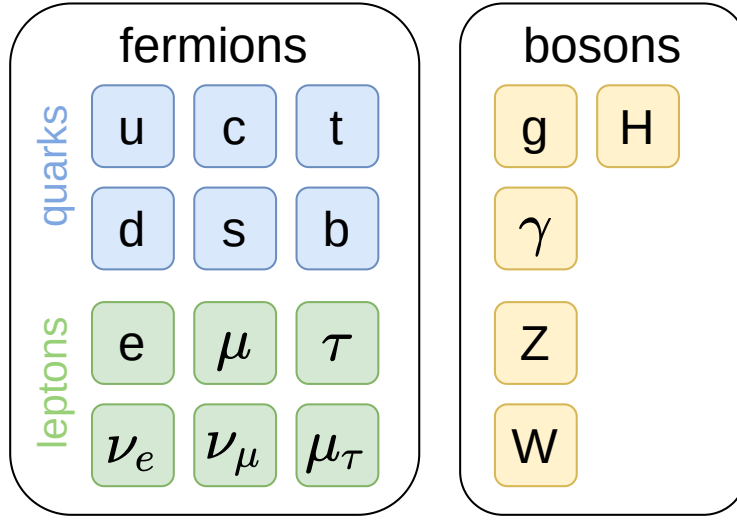 fermions
bosons
quarks
u c t
d s b
leptons
e μ τ
ν_e ν_μ μ_τ
g H
γ
Z
W